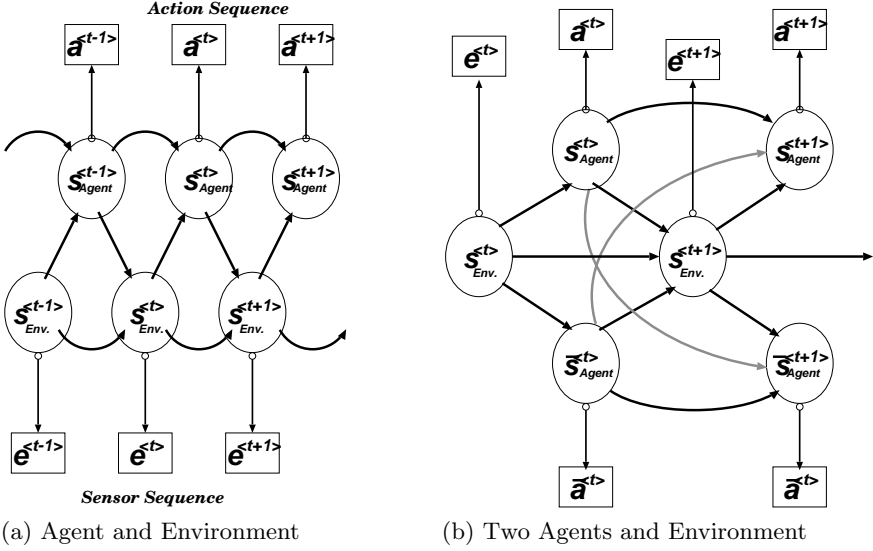 Action Sequence
a<t-1> a<t> a<t+1>
s<t-1>Agent s<t>Agent s<t+1>Agent
s<t-1>Env. s<t>Env. s<t+1>Env.
e<t-1> e<t> e<t+1>
Sensor Sequence
(a) Agent and Environment
a<t> a<t+1>
e<t> e<t+1>
s<t>Agent s<t+1>Agent
s<t>Env. s<t+1>Env.
s̄<t>Agent s̄<t+1>Agent
ā<t> ā<t>
(b) Two Agents and Environment